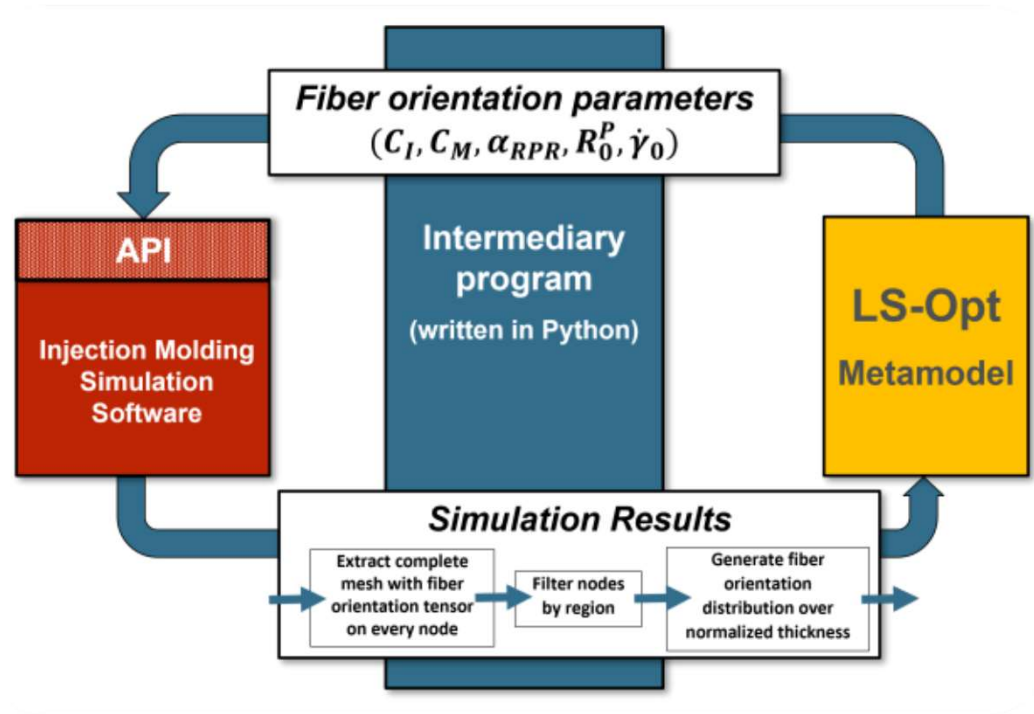 Fiber orientation parameters
(C_I, C_M, α_RPR, R_0^P, γ̇_0)
API
Injection Molding
Simulation
Software
Intermediary
program
(written in Python)
LS-Opt
Metamodel
Simulation Results
Extract complete
mesh with fiber
orientation tensor
on every node
Filter nodes
by region
Generate fiber
orientation
distribution over
normalized thickness